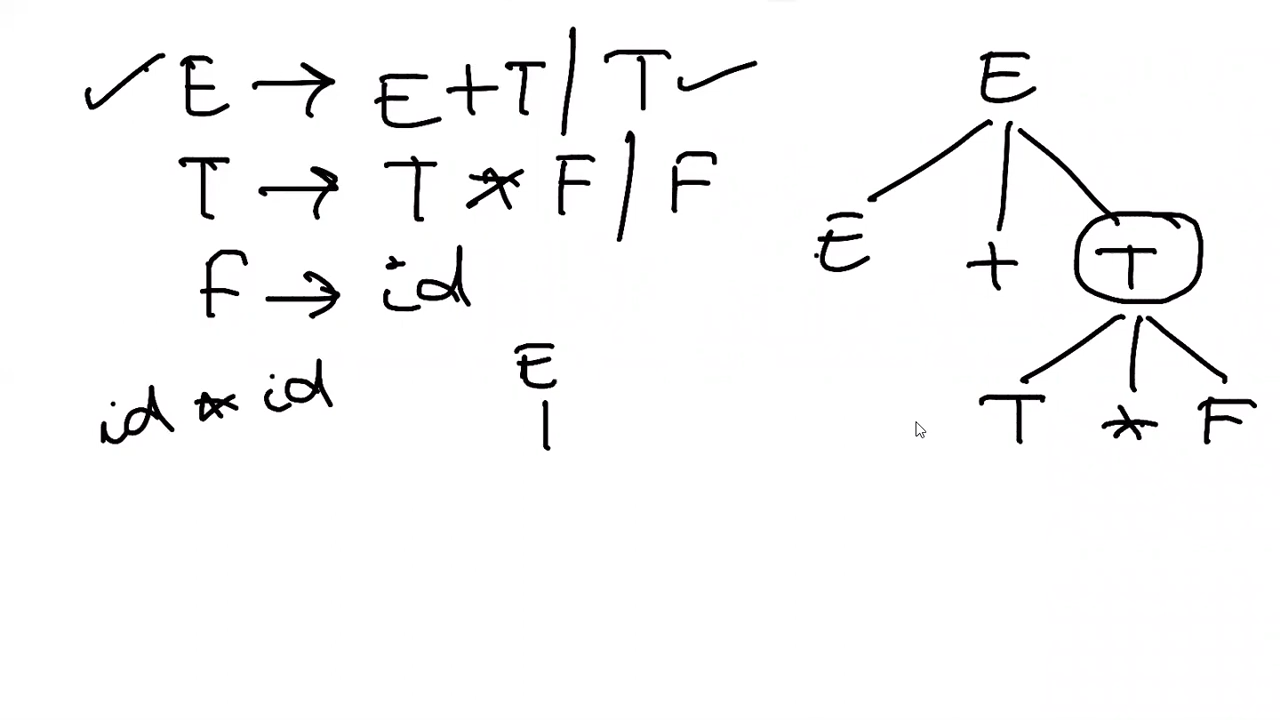 ✓ E → E + T / T ✓
T → T * F / F
F → id
id * id
E
E
E + T
T * F